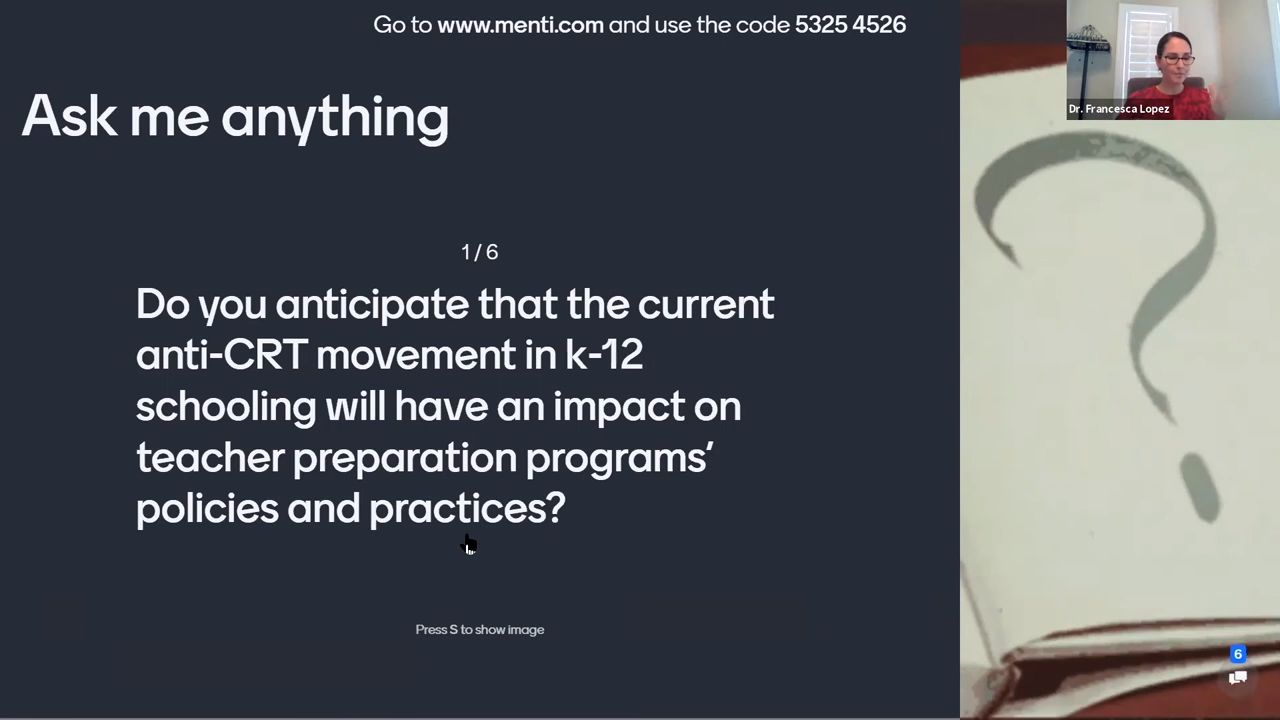 Go to www.menti.com and use the code 5325 4526
Dr. Francesca Lopez
Ask me anything
1/6
Do you anticipate that the current
anti-CRT movement in k-12
schooling will have an impact on
teacher preparation programs’
policies and practices?
Press S to show image
6